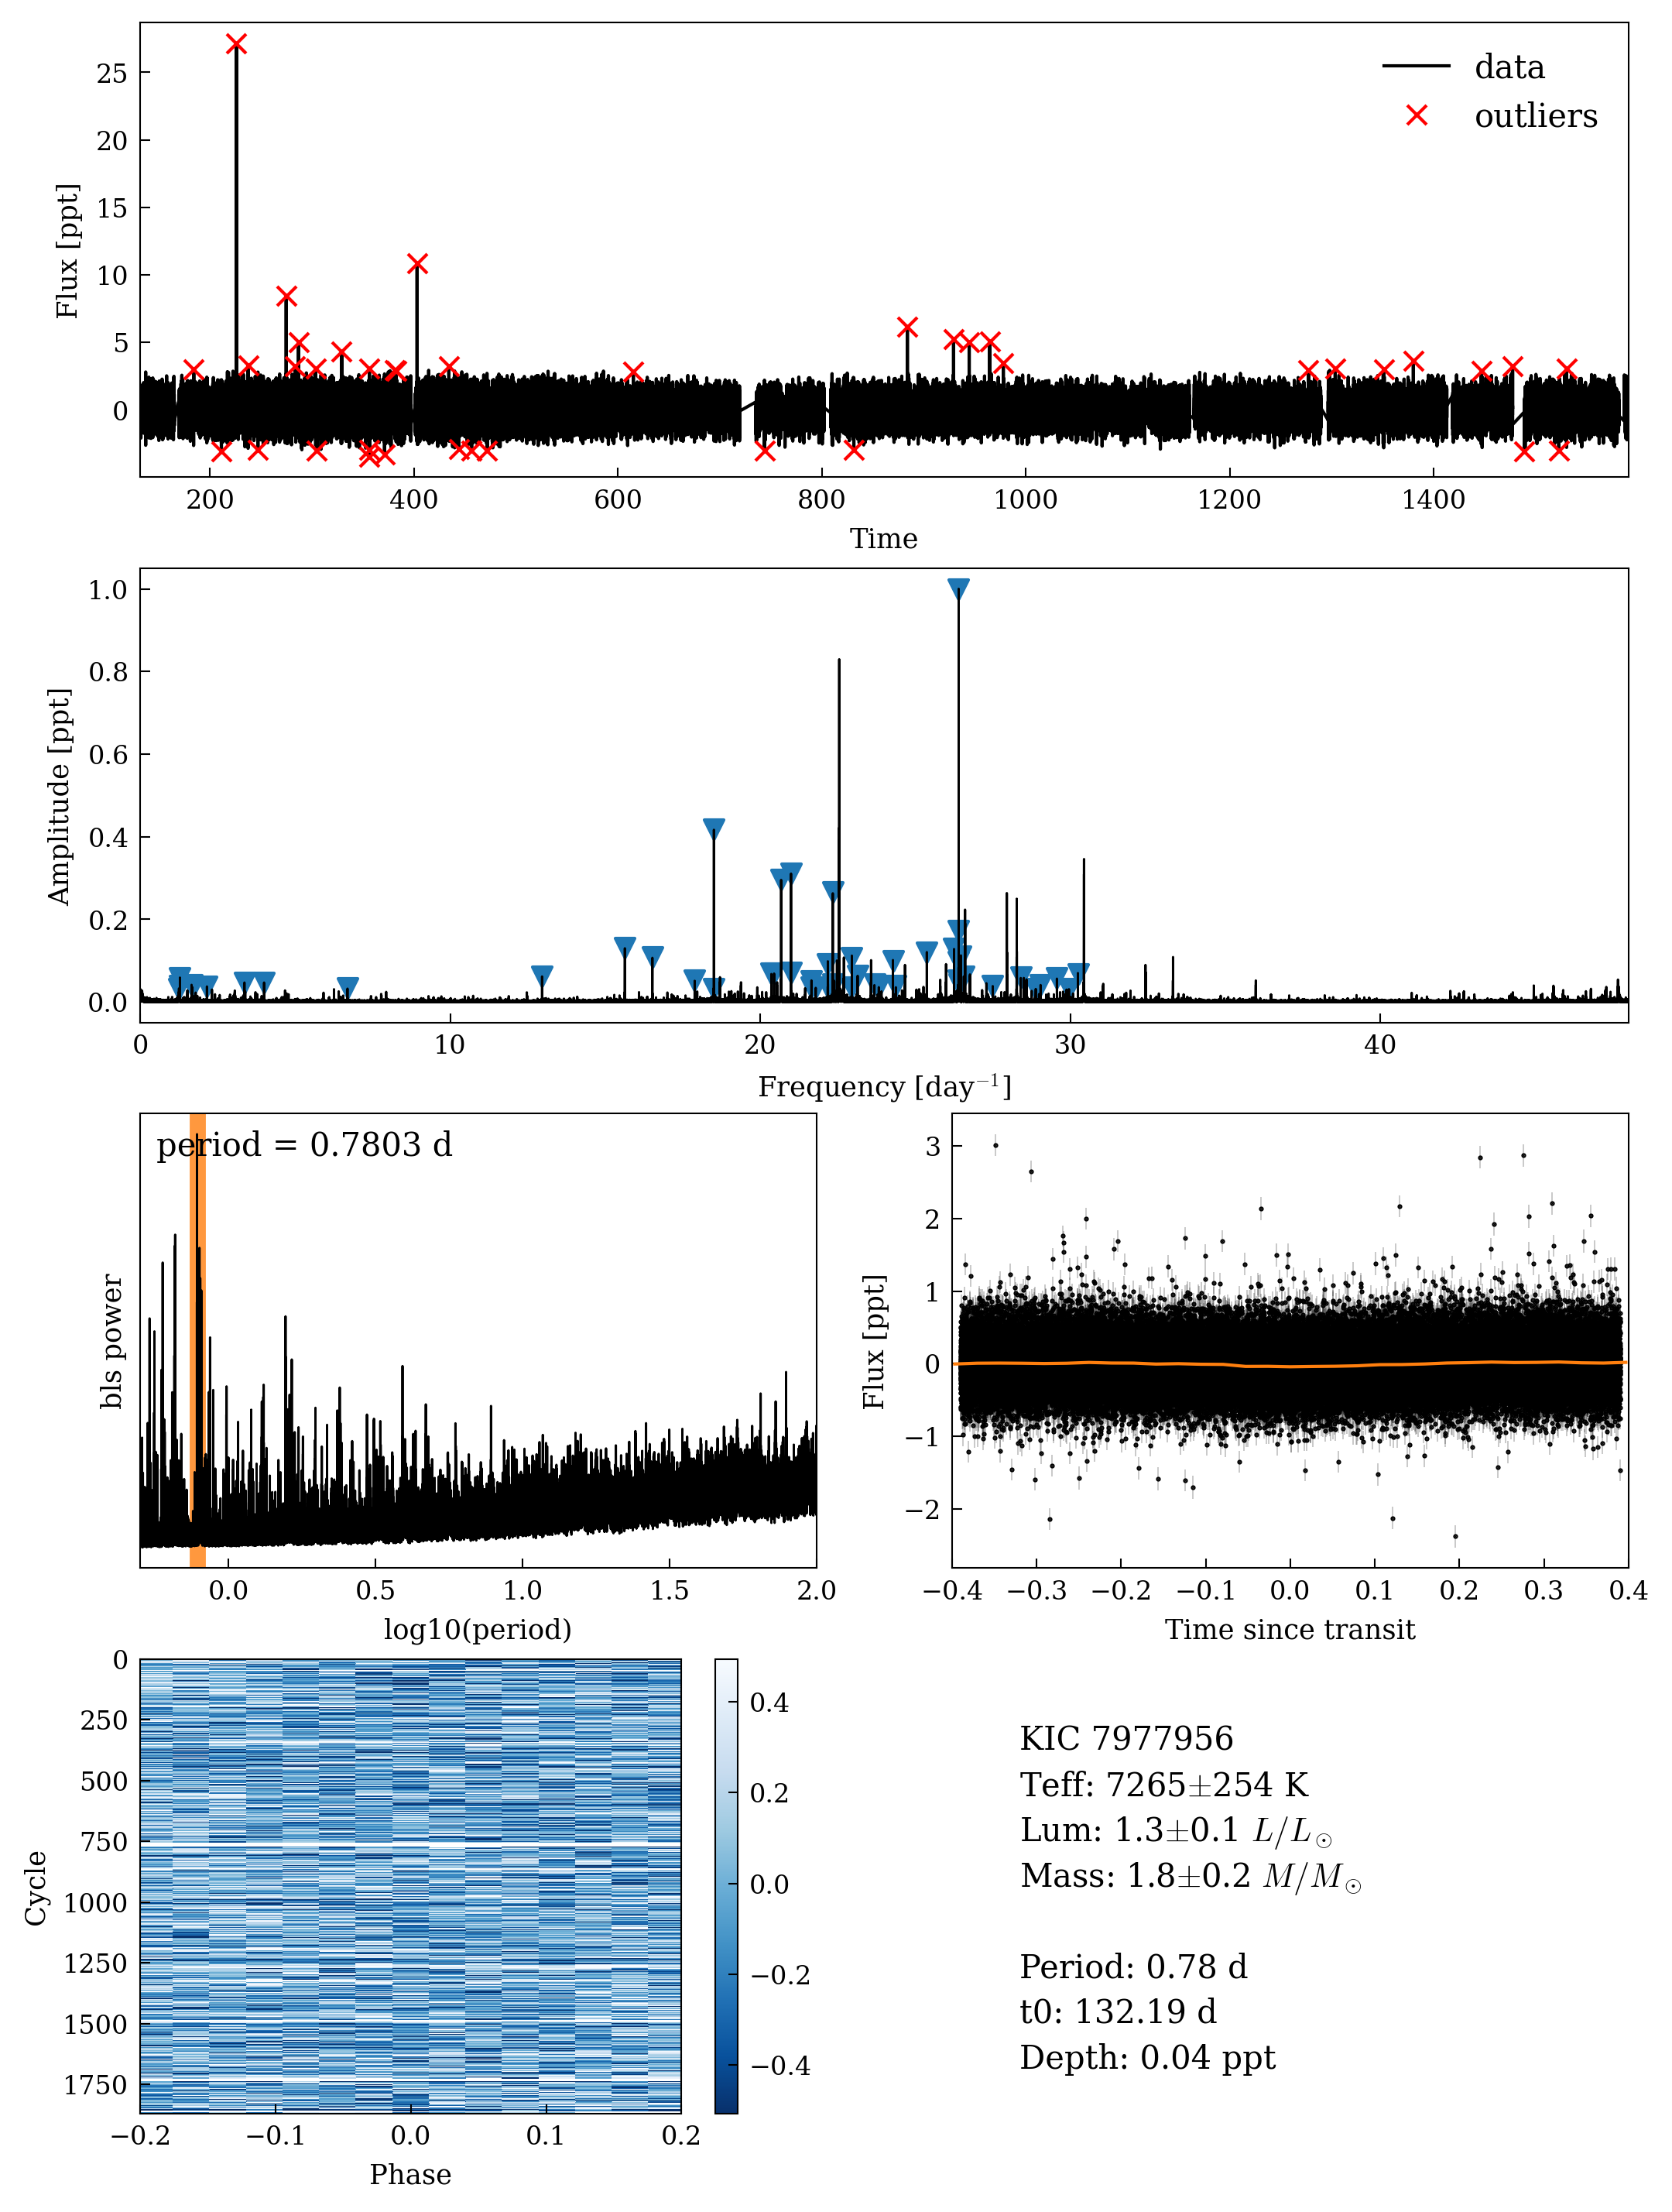 data
outliers
25
20
15
10
5
0
Flux [ppt]
200 400 600 800 1000 1200 1400
Time
1.0
0.8
0.6
0.4
0.2
0.0
Amplitude [ppt]
0 10 20 30 40
Frequency [day⁻¹]
period = 0.7803 d
bls power
0.0 0.5 1.0 1.5 2.0
log10(period)
3
2
1
0
−1
−2
Flux [ppt]
−0.4 −0.3 −0.2 −0.1 0.0 0.1 0.2 0.3 0.4
Time since transit
0
250
500
750
1000
1250
1500
1750
Cycle
−0.2 −0.1 0.0 0.1 0.2
Phase
0.4
0.2
0.0
−0.2
−0.4
KIC 7977956
Teff: 7265±254 K
Lum: 1.3±0.1 L/L⊙
Mass: 1.8±0.2 M/M⊙
Period: 0.78 d
t0: 132.19 d
Depth: 0.04 ppt